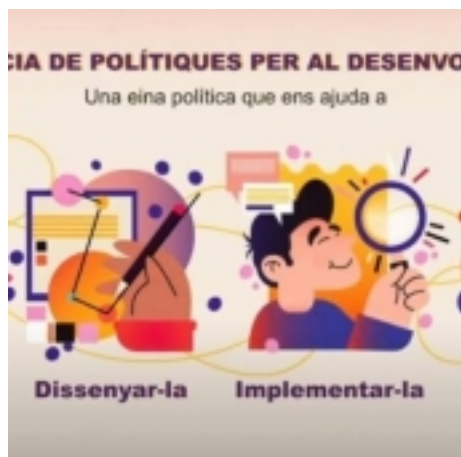 CIA DE POLÍTIQUES PER AL DESENVO
Una eina política que ens ajuda a
Dissenyar-la
Implementar-la